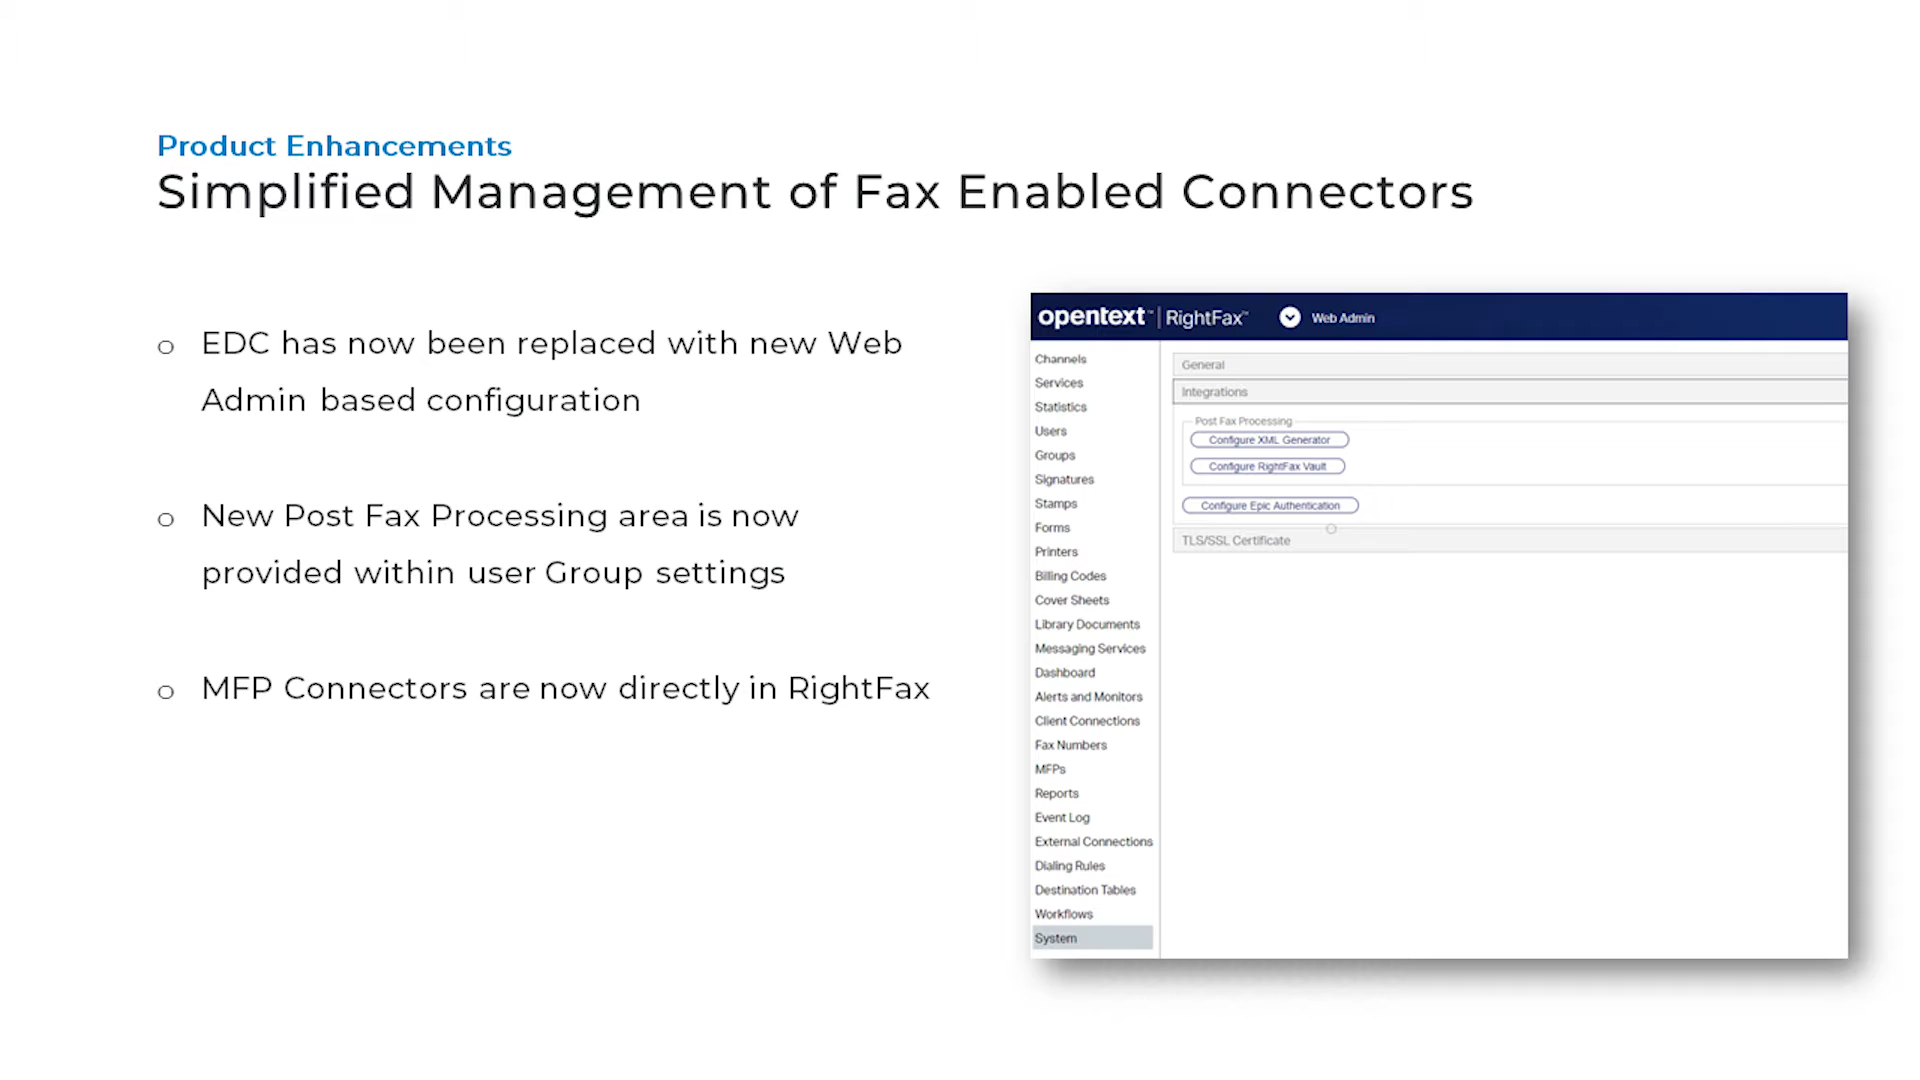 Product Enhancements
Simplified Management of Fax Enabled Connectors
EDC has now been replaced with new Web
Admin based configuration
New Post Fax Processing area is now
provided within user Group settings
MFP Connectors are now directly in RightFax
opentext™ | RightFax™ Web Admin
Channels
Services
Statistics
Users
Groups
Signatures
Stamps
Forms
Printers
Billing Codes
Cover Sheets
Library Documents
Messaging Services
Dashboard
Alerts and Monitors
Client Connections
Fax Numbers
MFPs
Reports
Event Log
External Connections
Dialing Rules
Destination Tables
Workflows
System
General
Integrations
Post Fax Processing
Configure XML Generator
Configure RightFax Vault
Configure Epic Authentication
TLS/SSL Certificate